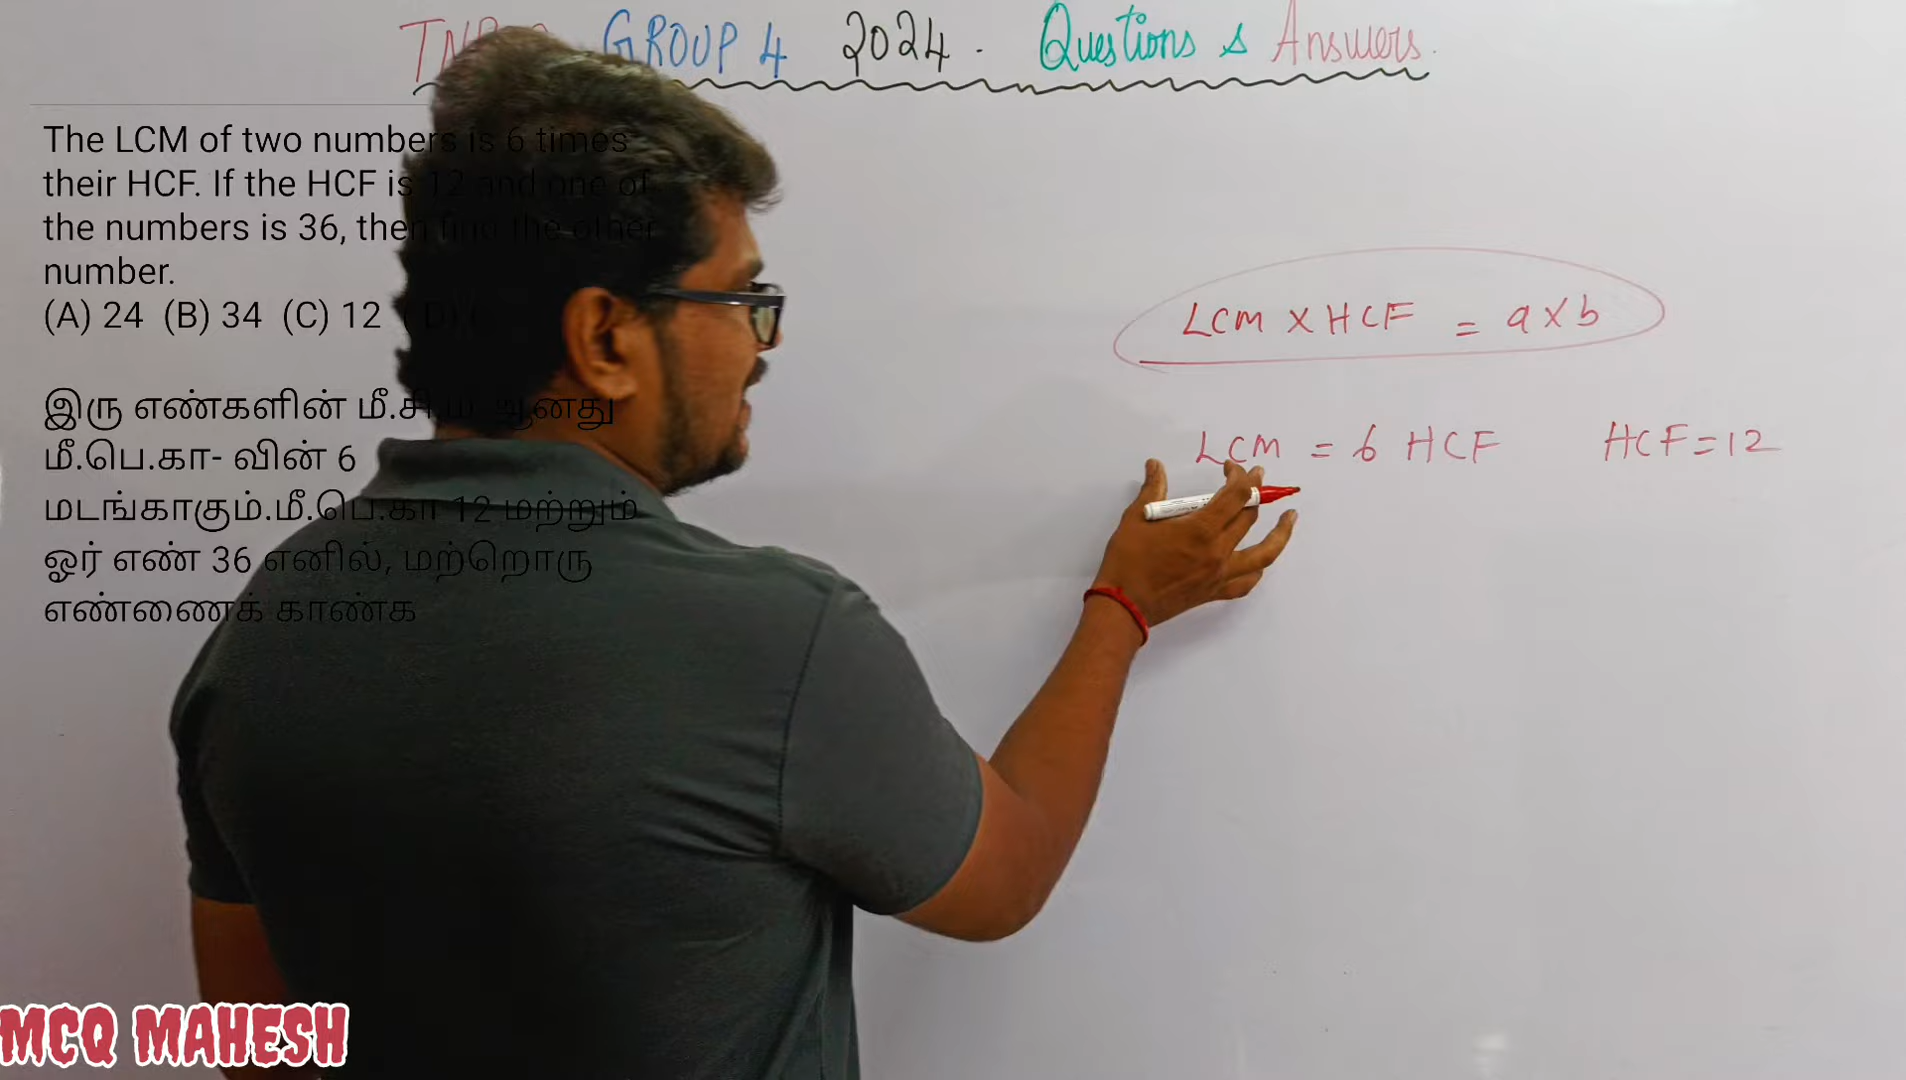 GROUP 4 2024. Questions & Answers.
The LCM of two numbers is 6 times
their HCF. If the HCF is 12 and one of
the numbers is 36, then find the other
number.
(A) 24 (B) 34 (C) 12 (D)
இரு எண்களின் மீ.சி.ம ஆனது
மீ.பெ.கா- வின் 6
மடங்காகும்.மீ.பெ.கா 12 மற்றும்
ஓர் எண் 36 எனில், மற்றொரு
எண்ணைக் காண்க
LCM X HCF = a X b
LCM = 6 HCF HCF = 12
MCQ MAHESH